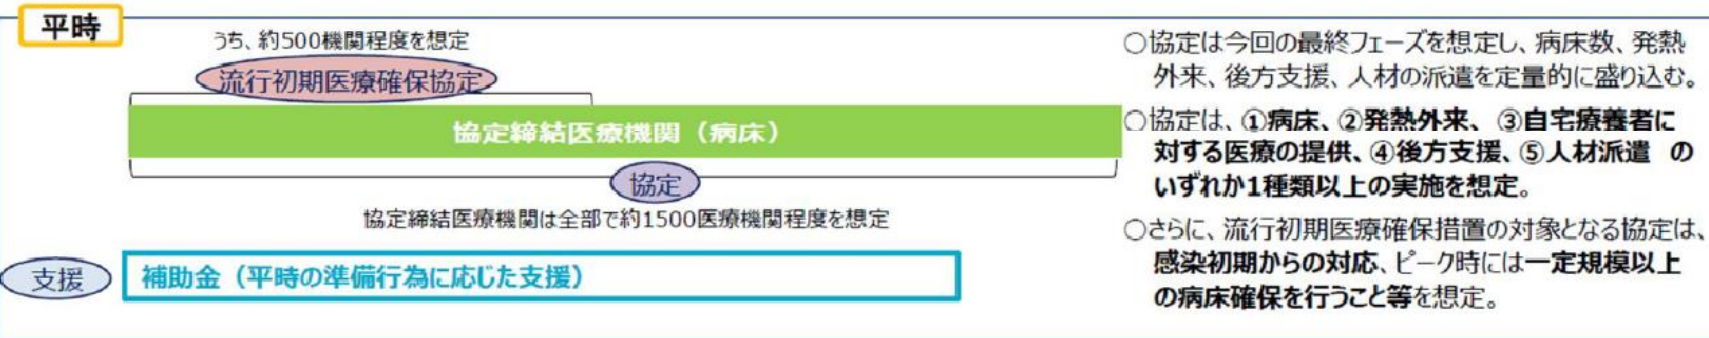 平時
うち、約500機関程度を想定
流行初期医療確保協定
協定締結医療機関（病床）
協定
協定締結医療機関は全部で約1500医療機関程度を想定
支援
補助金（平時の準備行為に応じた支援）
○協定は今回の最終フェーズを想定し、病床数、発熱
外来、後方支援、人材の派遣を定量的に盛り込む。
○協定は、①病床、②発熱外来、③自宅療養者に
対する医療の提供、④後方支援、⑤人材派遣　の
いずれか1種類以上の実施を想定。
○さらに、流行初期医療確保措置の対象となる協定は、
感染初期からの対応、ピーク時には一定規模以上
の病床確保を行うこと等を想定。